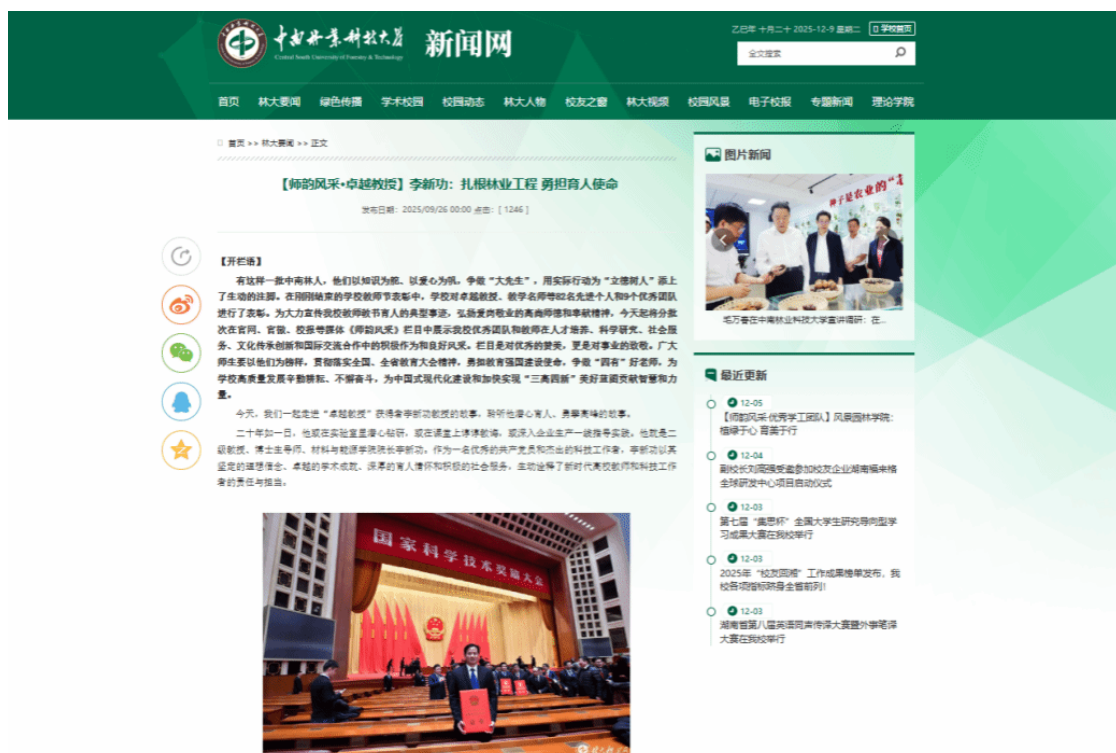 中南林业科技大学
Central South University of Forestry & Technology
新闻网
乙巳年 十月二十 2025-12-9 星期二
学校首页
全文搜索
首页 林大要闻 绿色传播 学术校园 校园动态 林大人物 校友之窗 林大视频 校园风景 电子校报 专题新闻 理论学院
首页 >> 林大要闻 >> 正文
【师韵风采•卓越教授】李新功：扎根林业工程 勇担育人使命
发布日期：2025/09/26 00:00 点击：[ 1246 ]
【开栏语】
有这样一批中南林人，他们以知识为舵、以爱心为帆，争做“大先生”，用实际行动为“立德树人”添上
了生动的注脚。在刚刚结束的学校教师节表彰中，学校对卓越教授、教学名师等82名先进个人和9个优秀团队
进行了表彰。为大力宣传我校教师教书育人的典型事迹，弘扬爱岗敬业的高尚师德和奉献精神，今天起将分批
次在官网、官微、校报等媒体《师韵风采》栏目中展示我校优秀团队和教师在人才培养、科学研究、社会服
务、文化传承创新和国际交流合作中的积极作为和良好风采。栏目是对优秀的赞美，更是对事业的致敬。广大
师生要以他们为榜样，贯彻落实全国、全省教育大会精神，勇担教育强国建设使命，争做“四有”好老师，为
学校高质量发展辛勤耕耘、不懈奋斗，为中国式现代化建设和加快实现“三高四新”美好蓝图贡献智慧和力
量。
今天，我们一起走进“卓越教授”获得者李新功教授的故事，聆听他潜心育人、勇攀高峰的故事。
二十年如一日，他或在实验室里潜心钻研，或在课堂上谆谆教诲，或深入企业生产一线指导实践。他就是二
级教授、博士生导师、材料与能源学院院长李新功。作为一名优秀的共产党员和杰出的科技工作者，李新功以其
坚定的理想信念、卓越的学术成就、深厚的育人情怀和积极的社会服务，生动诠释了新时代高校教师和科技工作
者的责任与担当。
国家科学技术奖励大会
图片新闻
种子是农业的“
毛万春在中南林业科技大学宣讲调研：在...
最近更新
12-05
【师韵风采·优秀学工团队】风景园林学院：
植绿于心 育美于行
12-04
副校长刘高强受邀参加校友企业湖南福来格
全球研发中心项目启动仪式
12-03
第七届“集思杯”全国大学生研究导向型学
习成果大赛在我校举行
12-03
2025年“校友回湘”工作成果榜单发布，我
校各项指标跻身全省前列！
12-03
湖南省第八届英语同声传译大赛暨外事笔译
大赛在我校举行